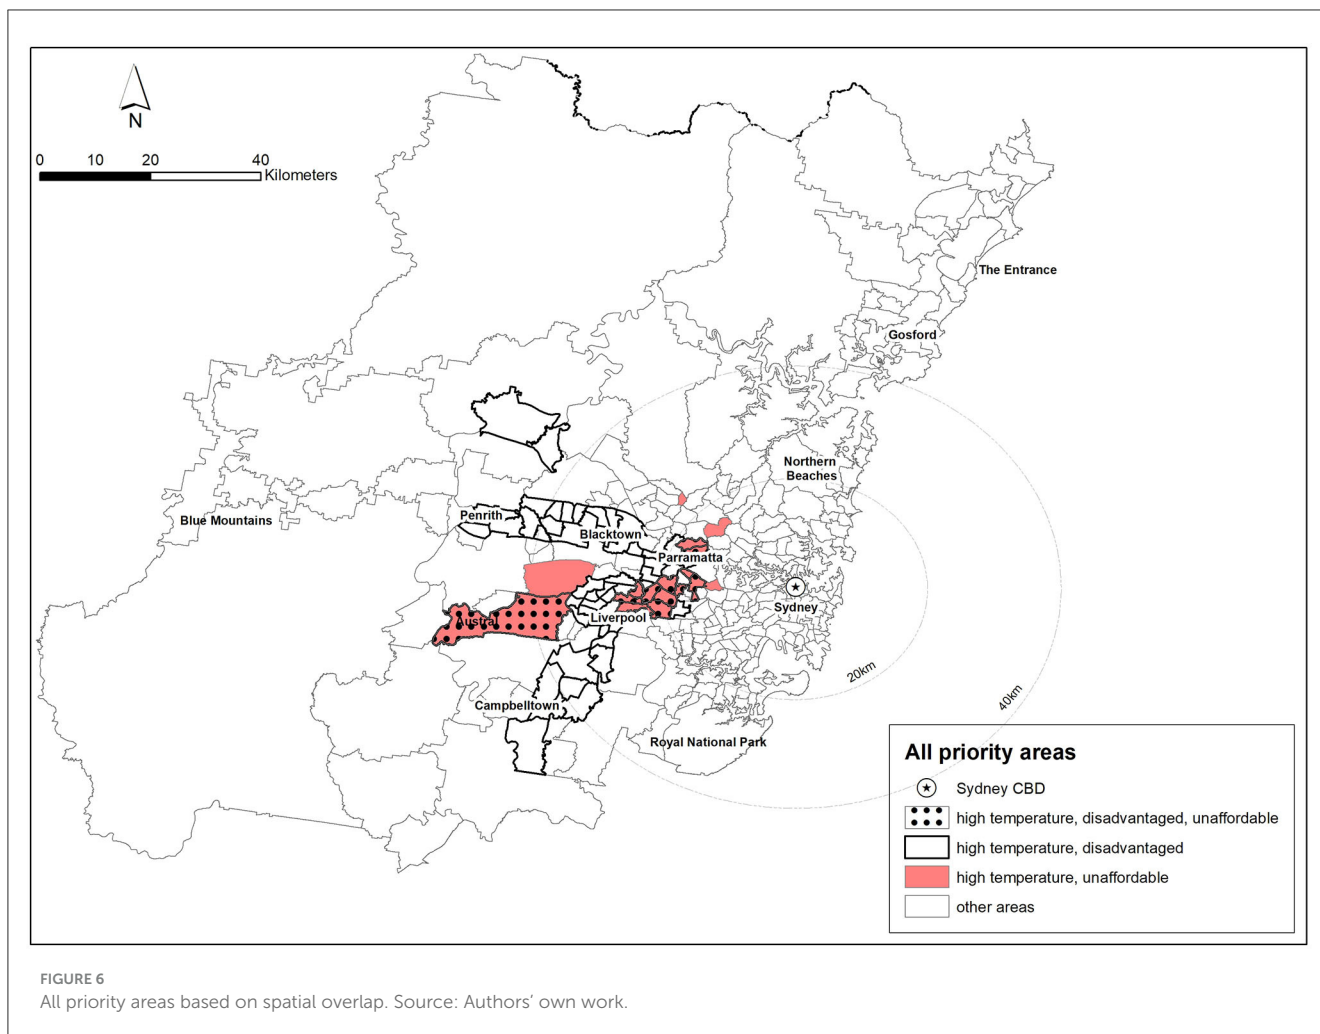 N
0 10 20 40
Kilometers
The Entrance
Gosford
Northern
Beaches
Penrith
Blue Mountains
Blacktown
Parramatta
Sydney
Austral
Liverpool
20km
40km
Campbelltown
Royal National Park
All priority areas
Sydney CBD
high temperature, disadvantaged, unaffordable
high temperature, disadvantaged
high temperature, unaffordable
other areas
FIGURE 6
All priority areas based on spatial overlap. Source: Authors’ own work.